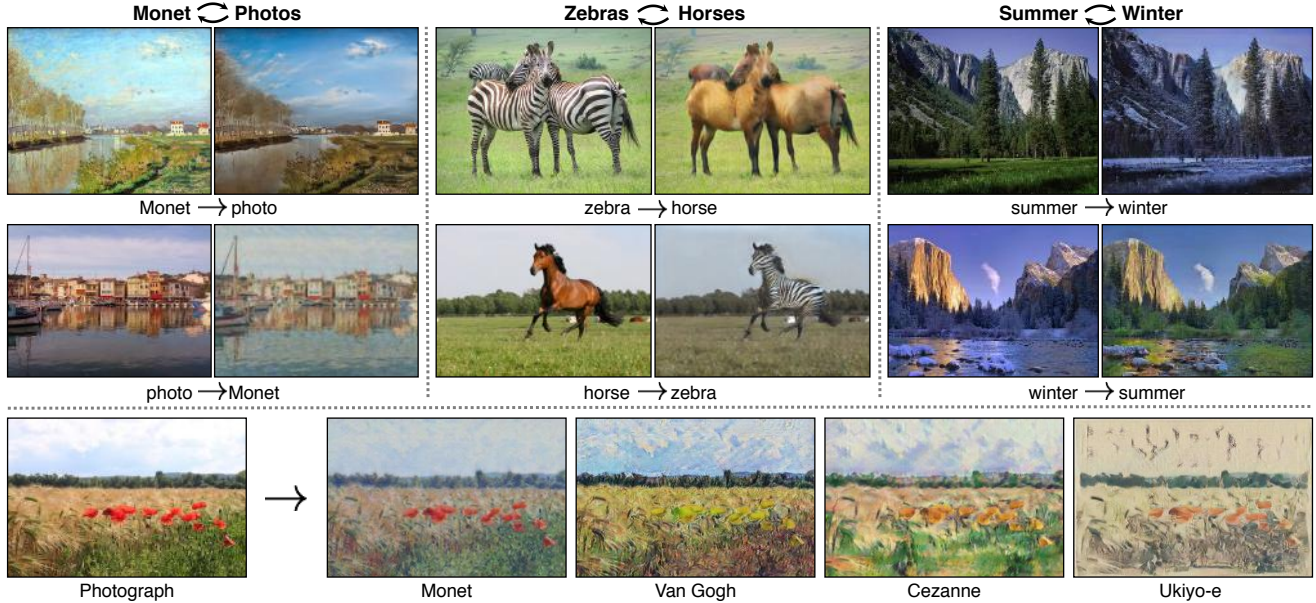 Monet ⇄ Photos
Zebras ⇄ Horses
Summer ⇄ Winter
Monet → photo
zebra → horse
summer → winter
photo → Monet
horse → zebra
winter → summer
Photograph
Monet
Van Gogh
Cezanne
Ukiyo-e